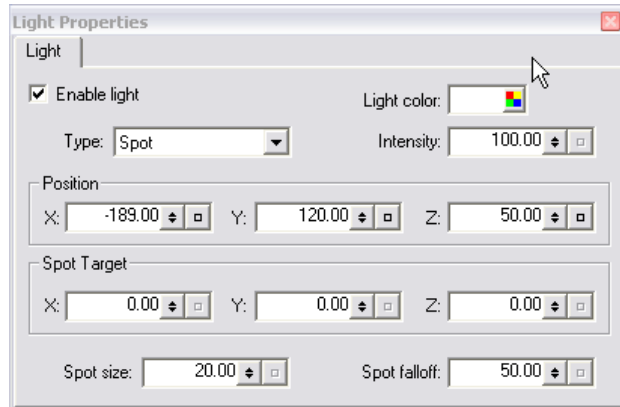 Light Properties
Light
Enable light Light color:
Type: Spot Intensity: 100.00
Position
X: -189.00 Y: 120.00 Z: 50.00
Spot Target
X: 0.00 Y: 0.00 Z: 0.00
Spot size: 20.00 Spot falloff: 50.00